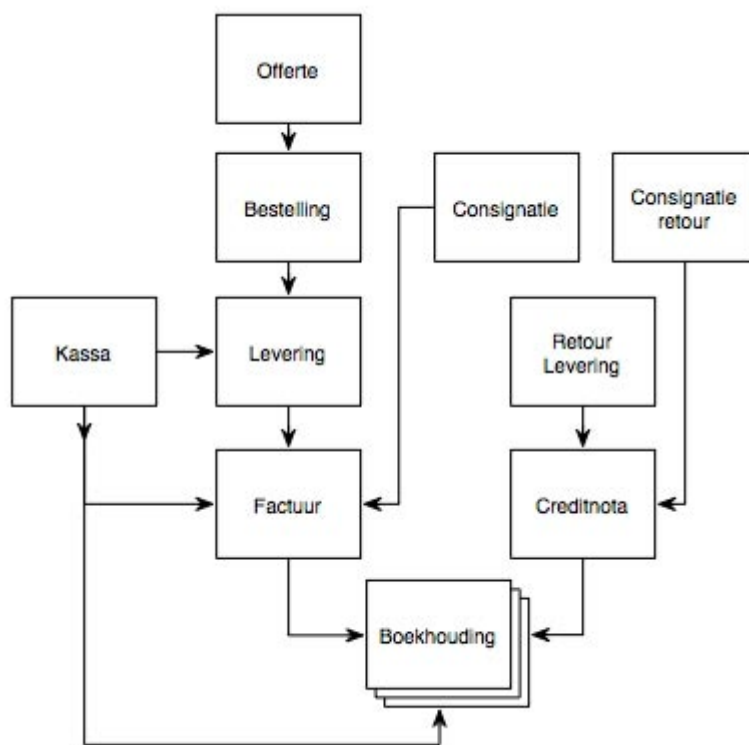 Offerte
Bestelling
Consignatie
Consignatie
retour
Kassa
Levering
Retour
Levering
Factuur
Creditnota
Boekhouding